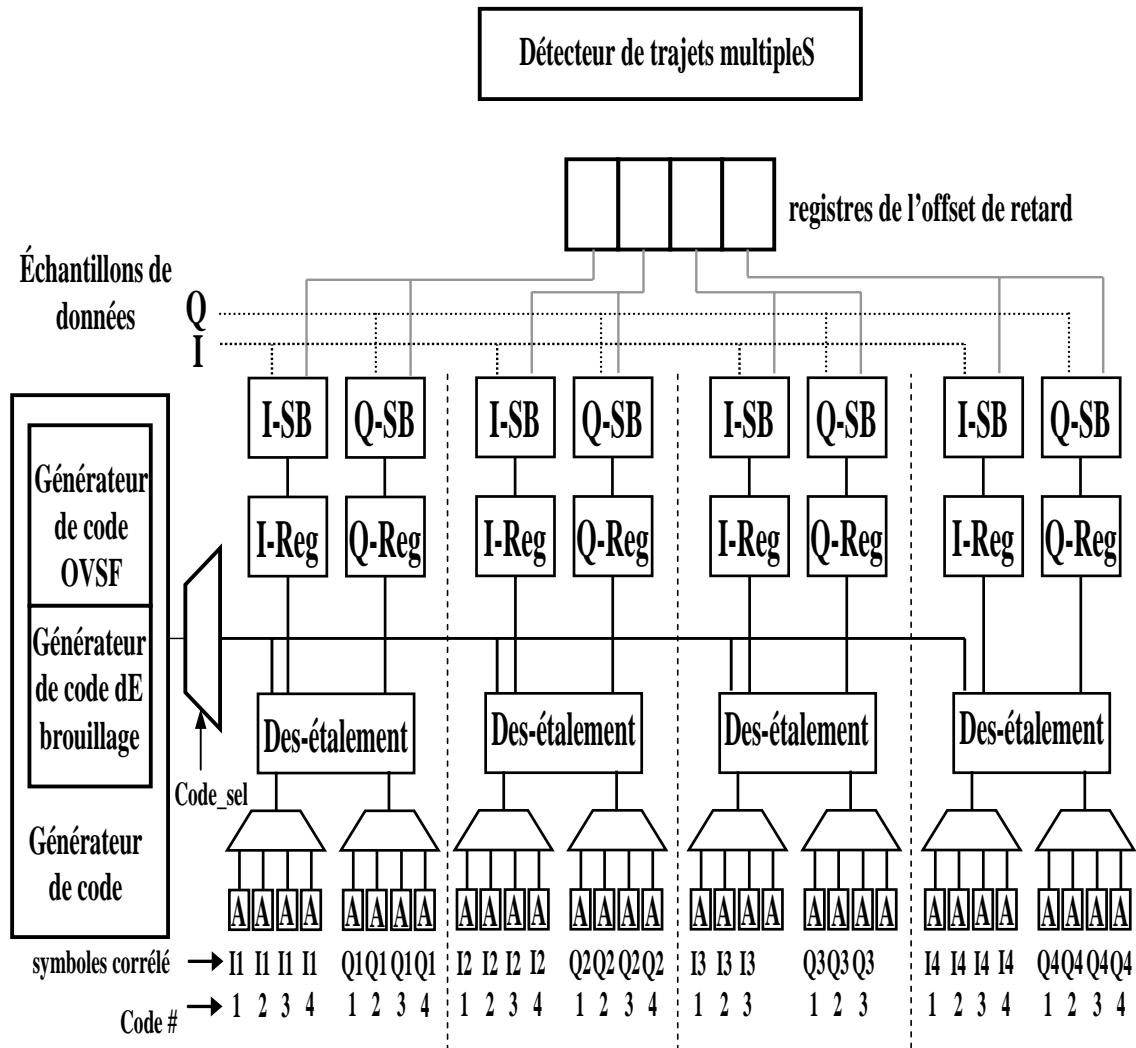 Détecteur de trajets multipleS
registres de l'offset de retard
Échantillons de
données
Q
I
I-SB Q-SB I-SB Q-SB I-SB Q-SB I-SB Q-SB
Générateur
de code
OVSF
I-Reg Q-Reg I-Reg Q-Reg I-Reg Q-Reg I-Reg Q-Reg
Générateur
de code dE
brouillage
Des-étalement Des-étalement Des-étalement Des-étalement
Code_sel
Générateur
de code
A A A A A A A A A A A A A A A A A A A A A A A A A A A A A A A A
symboles corrélé I1 I1 I1 I1 Q1 Q1 Q1 Q1 I2 I2 I2 I2 Q2 Q2 Q2 Q2 I3 I3 I3 Q3 Q3 Q3 I4 I4 I4 I4 Q4 Q4 Q4 Q4
Code # 1 2 3 4 1 2 3 4 1 2 3 4 1 2 3 4 1 2 3 1 2 3 1 2 3 4 1 2 3 4